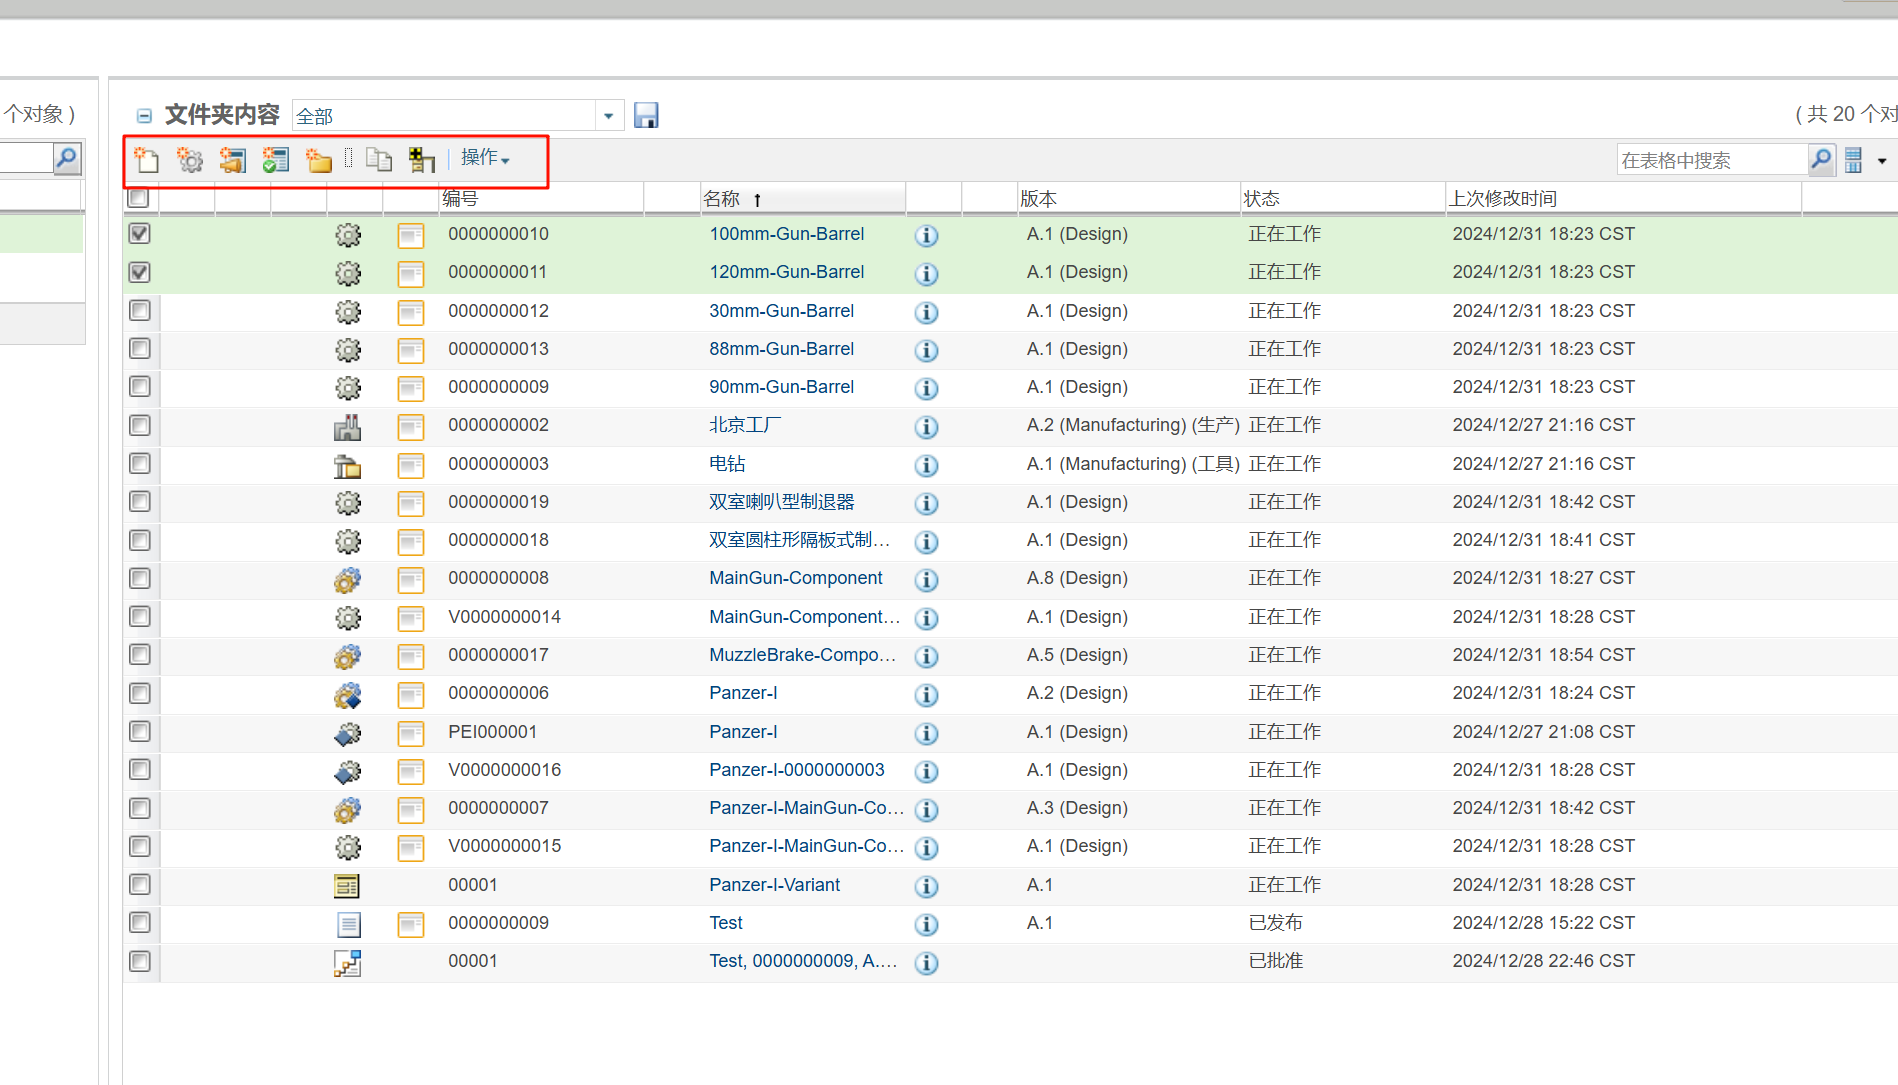 个对象 )
文件夹内容 全部 ( 共 20 个对
操作 在表格中搜索
编号 名称 ↑ 版本 状态 上次修改时间
0000000010 100mm-Gun-Barrel A.1 (Design) 正在工作 2024/12/31 18:23 CST
0000000011 120mm-Gun-Barrel A.1 (Design) 正在工作 2024/12/31 18:23 CST
0000000012 30mm-Gun-Barrel A.1 (Design) 正在工作 2024/12/31 18:23 CST
0000000013 88mm-Gun-Barrel A.1 (Design) 正在工作 2024/12/31 18:23 CST
0000000009 90mm-Gun-Barrel A.1 (Design) 正在工作 2024/12/31 18:23 CST
0000000002 北京工厂 A.2 (Manufacturing) (生产) 正在工作 2024/12/27 21:16 CST
0000000003 电钻 A.1 (Manufacturing) (工具) 正在工作 2024/12/27 21:16 CST
0000000019 双室喇叭型制退器 A.1 (Design) 正在工作 2024/12/31 18:42 CST
0000000018 双室圆柱形隔板式制… A.1 (Design) 正在工作 2024/12/31 18:41 CST
0000000008 MainGun-Component A.8 (Design) 正在工作 2024/12/31 18:27 CST
V0000000014 MainGun-Component… A.1 (Design) 正在工作 2024/12/31 18:28 CST
0000000017 MuzzleBrake-Compo… A.5 (Design) 正在工作 2024/12/31 18:54 CST
0000000006 Panzer-I A.2 (Design) 正在工作 2024/12/31 18:24 CST
PEI000001 Panzer-I A.1 (Design) 正在工作 2024/12/27 21:08 CST
V0000000016 Panzer-I-0000000003 A.1 (Design) 正在工作 2024/12/31 18:28 CST
0000000007 Panzer-I-MainGun-Co… A.3 (Design) 正在工作 2024/12/31 18:42 CST
V0000000015 Panzer-I-MainGun-Co… A.1 (Design) 正在工作 2024/12/31 18:28 CST
00001 Panzer-I-Variant A.1 正在工作 2024/12/31 18:28 CST
0000000009 Test A.1 已发布 2024/12/28 15:22 CST
00001 Test, 0000000009, A.… 已批准 2024/12/28 22:46 CST